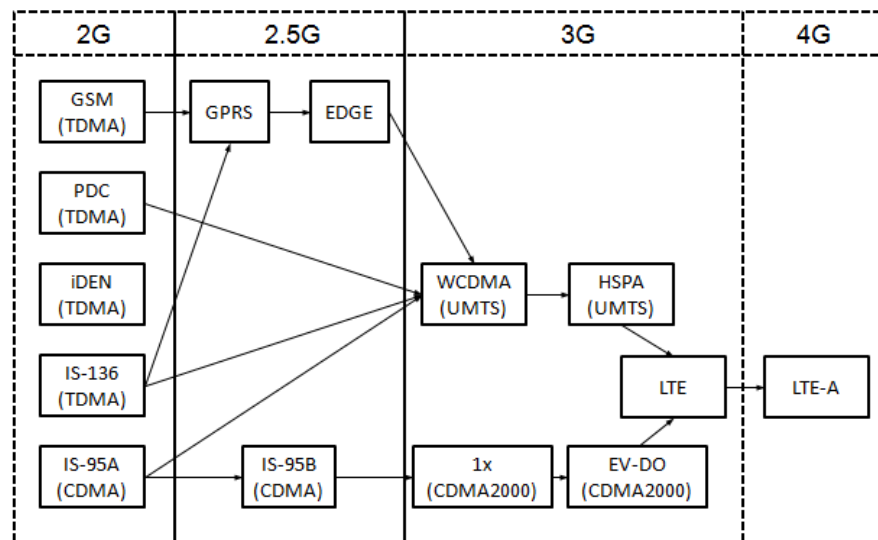 2G
2.5G
3G
4G
GSM
(TDMA)
GPRS
EDGE
PDC
(TDMA)
iDEN
(TDMA)
WCDMA
(UMTS)
HSPA
(UMTS)
IS-136
(TDMA)
LTE
LTE-A
IS-95A
(CDMA)
IS-95B
(CDMA)
1x
(CDMA2000)
EV-DO
(CDMA2000)